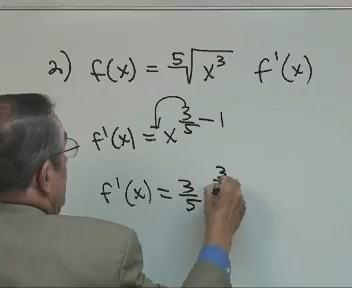 2) f(x) = ⁵√x³ f'(x)
f'(x) = x^(3/5 - 1)
f'(x) = 3/5